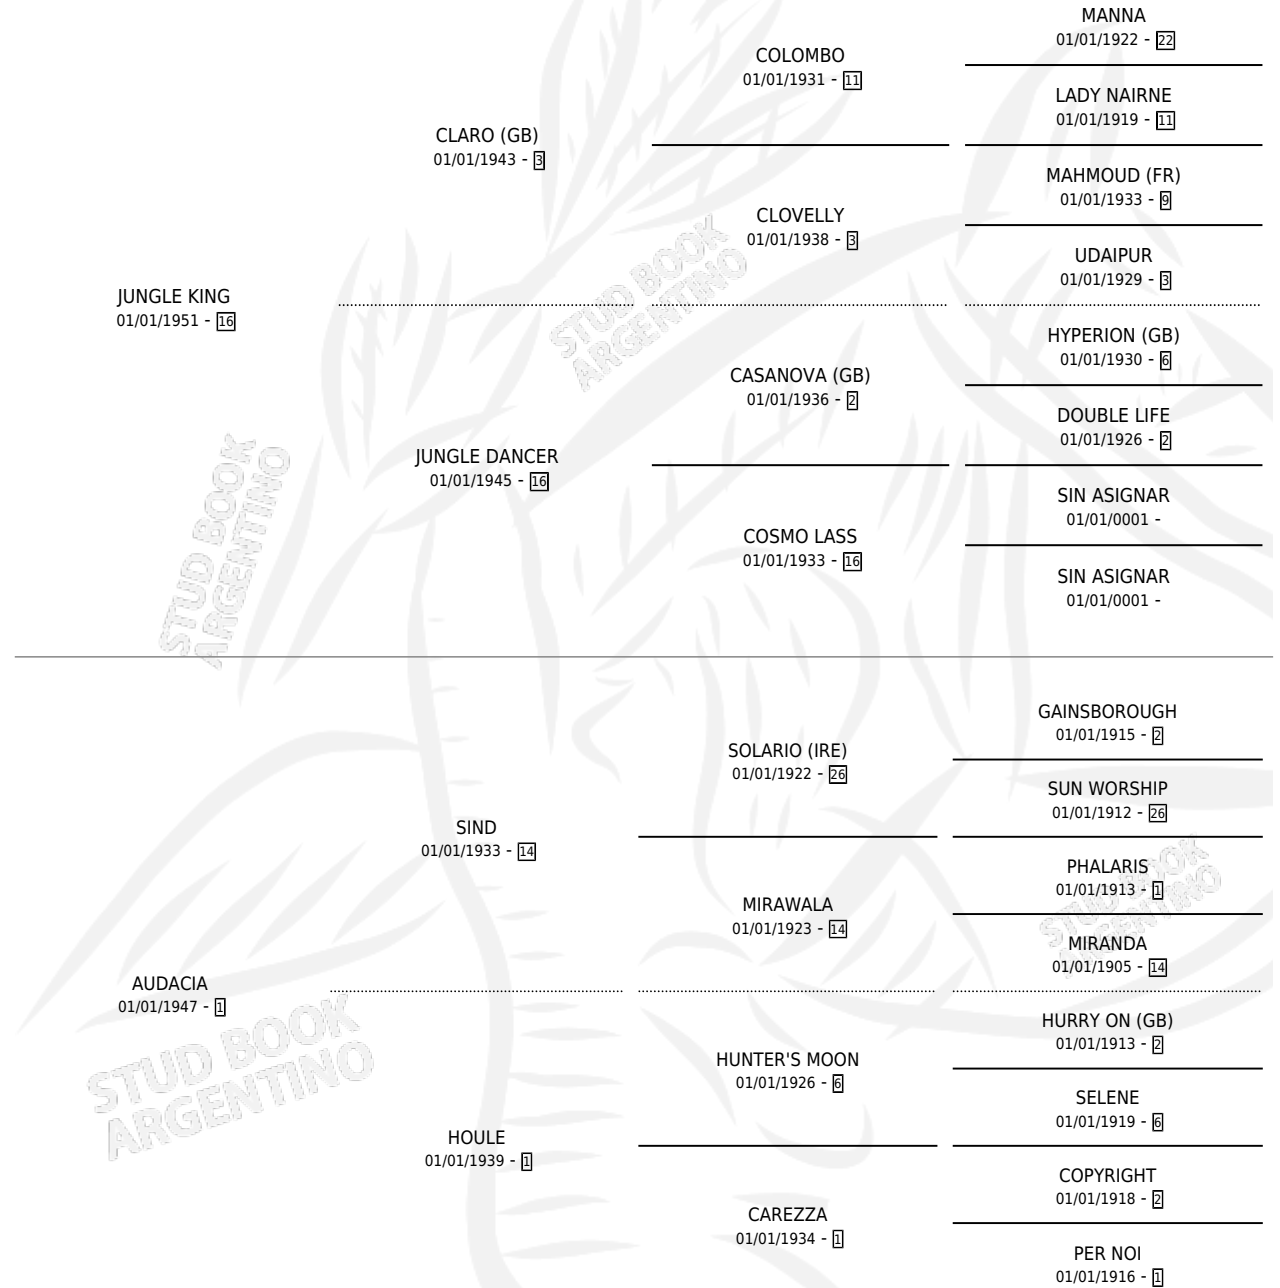 MANNA
01/01/1922 - 22
COLOMBO
01/01/1931 - 11
LADY NAIRNE
01/01/1919 - 11
CLARO (GB)
01/01/1943 - 3
MAHMOUD (FR)
01/01/1933 - 9
CLOVELLY
01/01/1938 - 3
UDAIPUR
01/01/1929 - 3
JUNGLE KING
01/01/1951 - 16
STUD BOOK
ARGENTINO
HYPERION (GB)
01/01/1930 - 6
CASANOVA (GB)
01/01/1936 - 2
DOUBLE LIFE
01/01/1926 - 2
JUNGLE DANCER
01/01/1945 - 16
SIN ASIGNAR
01/01/0001 -
COSMO LASS
01/01/1933 - 16
SIN ASIGNAR
01/01/0001 -
STUD BOOK
ARGENTINO
GAINSBOROUGH
01/01/1915 - 2
SOLARIO (IRE)
01/01/1922 - 26
SUN WORSHIP
01/01/1912 - 26
SIND
01/01/1933 - 14
PHALARIS
01/01/1913 - 1
MIRAWALA
01/01/1923 - 14
MIRANDA
01/01/1905 - 14
STUD BOOK
ARGENTINO
AUDACIA
01/01/1947 - 1
HURRY ON (GB)
01/01/1913 - 2
HUNTER'S MOON
01/01/1926 - 6
SELENE
01/01/1919 - 6
STUD BOOK
ARGENTINO
HOULE
01/01/1939 - 1
COPYRIGHT
01/01/1918 - 2
CAREZZA
01/01/1934 - 1
PER NOI
01/01/1916 - 1